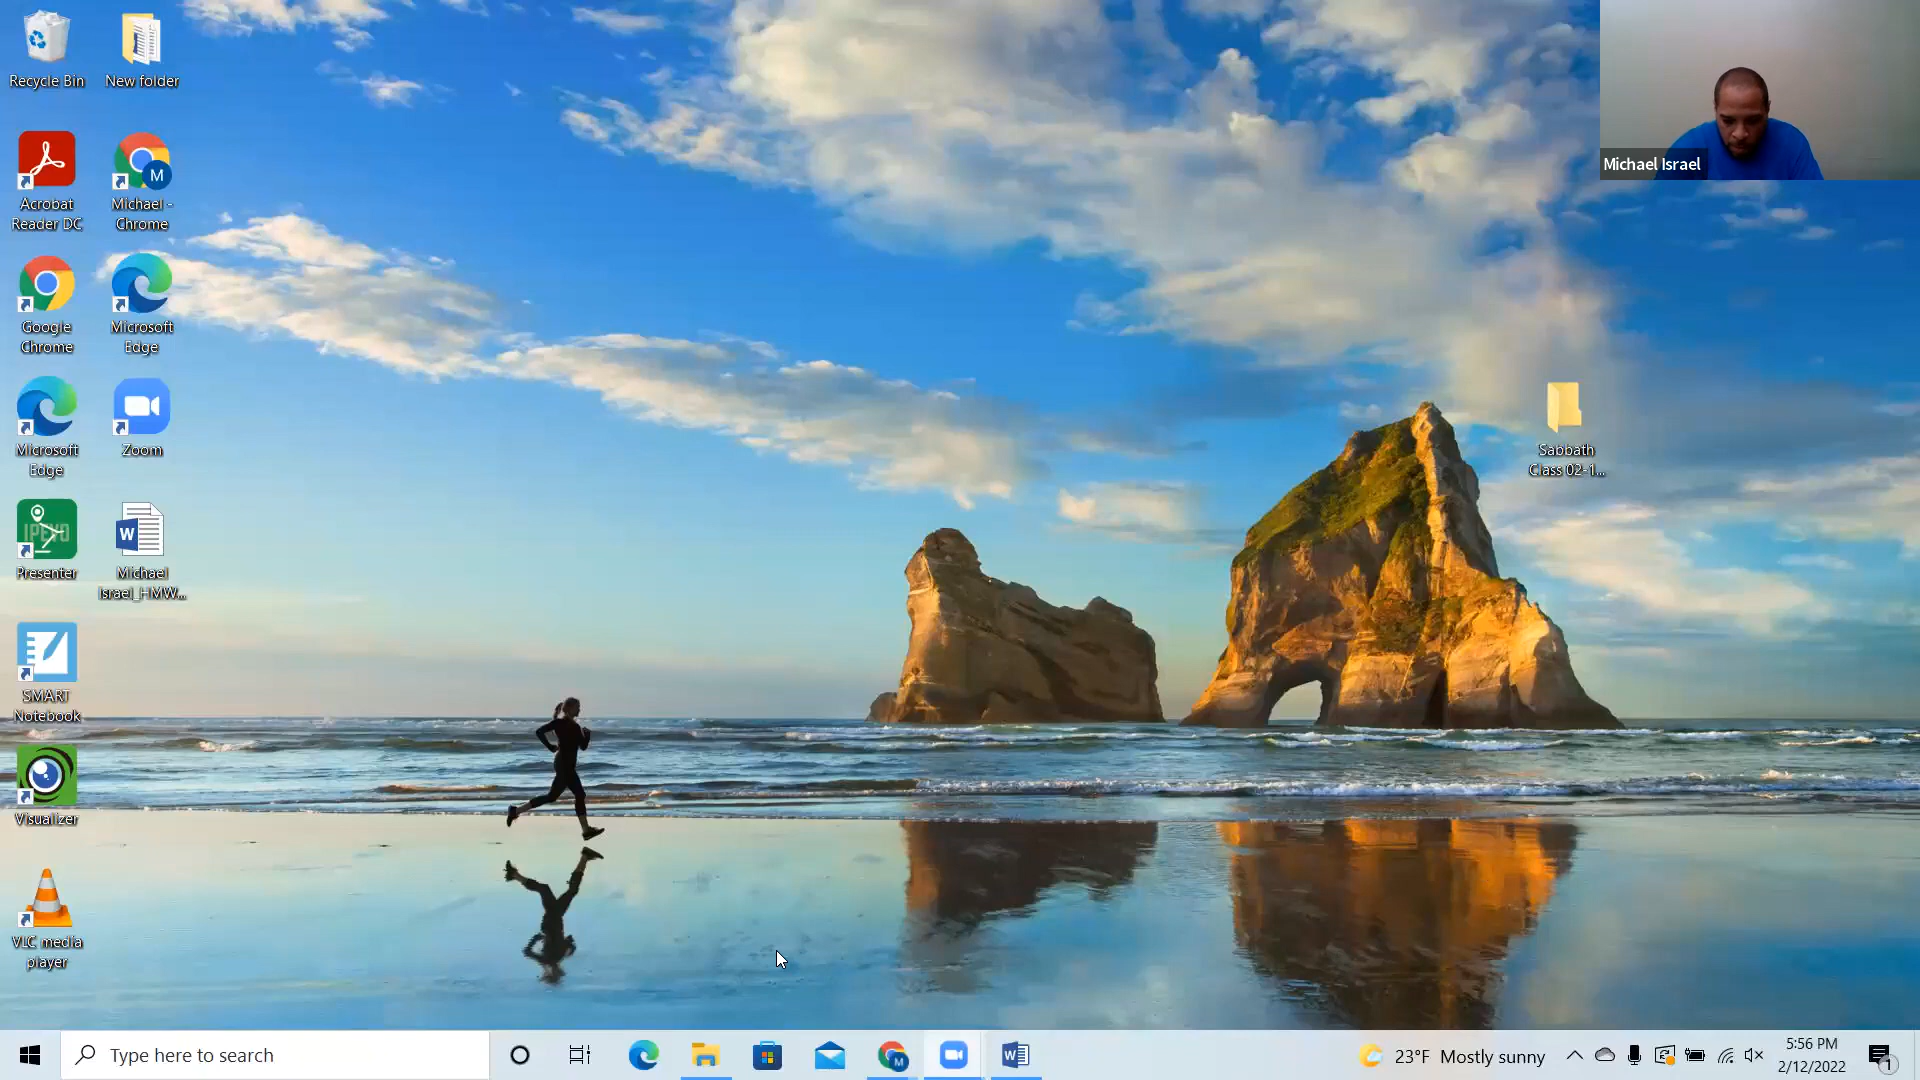 Recycle Bin
New folder
Michael Israel
Acrobat
Reader DC
Michael -
Chrome
Google
Chrome
Microsoft
Edge
Microsoft
Edge
Zoom
Sabbath
Class 02-1...
IPEVO
Presenter
Michael
Israel_HMW...
SMART
Notebook
Visualizer
VLC media
player
Type here to search
23°F Mostly sunny
5:56 PM
2/12/2022
1